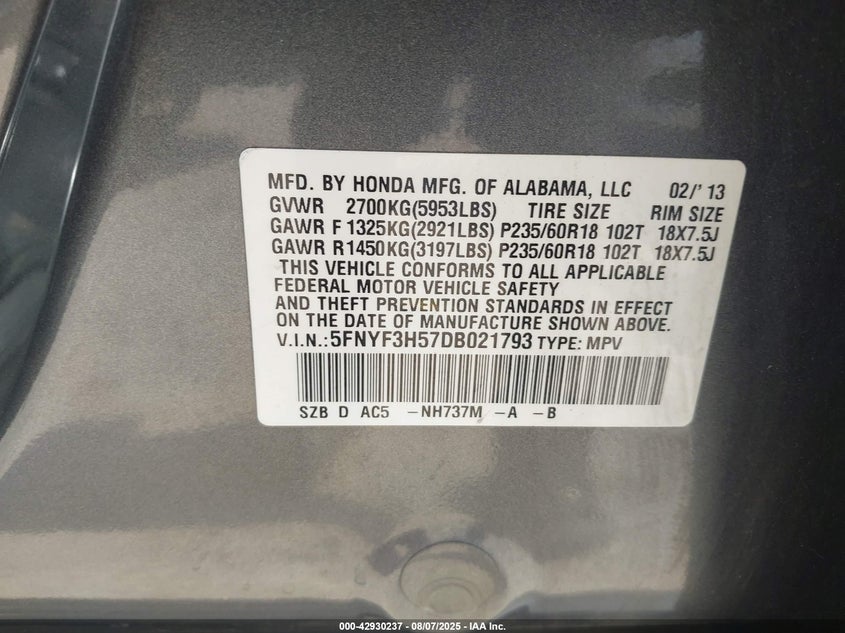 MFD. BY HONDA MFG. OF ALABAMA, LLC 02/'13
GVWR 2700KG(5953LBS) TIRE SIZE RIM SIZE
GAWR F 1325KG(2921LBS) P235/60R18 102T 18X7.5J
GAWR R1450KG(3197LBS) P235/60R18 102T 18X7.5J
THIS VEHICLE CONFORMS TO ALL APPLICABLE
FEDERAL MOTOR VEHICLE SAFETY
AND THEFT PREVENTION STANDARDS IN EFFECT
ON THE DATE OF MANUFACTURE SHOWN ABOVE.
V.I.N.:5FNYF3H57DB021793 TYPE: MPV
SZB D AC5 -NH737M -A -B
000-42930237 - 08/07/2025 - IAA Inc.